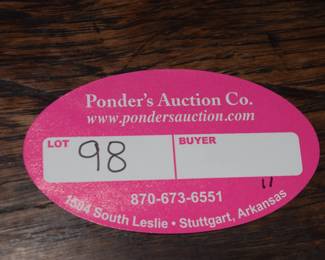 Ponder's Auction Co.
www.pondersauction.com
LOT 98 BUYER
870-673-6551
1504 South Leslie • Stuttgart, Arkansas